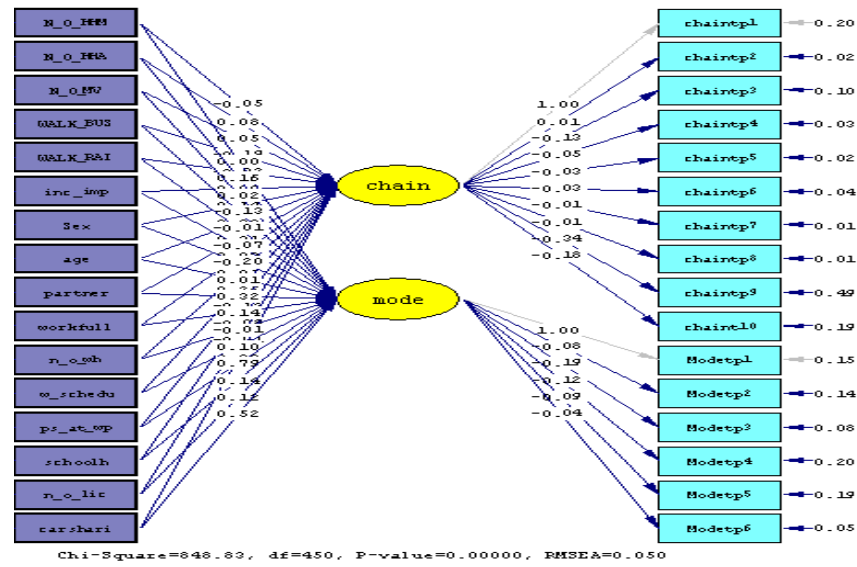 N_O_HHM
N_O_HHA
N_O_MV
WALK_BUS
WALK_RAI
inc_imp
Sex
age
partner
workfull
n_o_wh
w_schedu
ps_at_wp
schoolh
n_o_lic
carshari
-0.05
0.08
0.05
0.00
0.02
-0.01
-0.20
0.01
0.32
0.14
-0.01
0.10
0.79
0.14
0.12
0.52
chain
mode
1.00
0.01
-0.13
-0.05
-0.03
-0.03
-0.01
-0.01
-0.34
-0.18
1.00
-0.08
-0.19
-0.12
-0.09
-0.04
chaintp1 0.20
chaintp2 0.02
chaintp3 0.10
chaintp4 0.03
chaintp5 0.02
chaintp6 0.04
chaintp7 0.01
chaintp8 0.01
chaintp9 0.49
chaint10 0.19
Modetp1 0.15
Modetp2 0.14
Modetp3 0.08
Modetp4 0.20
Modetp5 0.19
Modetp6 0.05
Chi-Square=848.83, df=450, P-value=0.00000, RMSEA=0.050